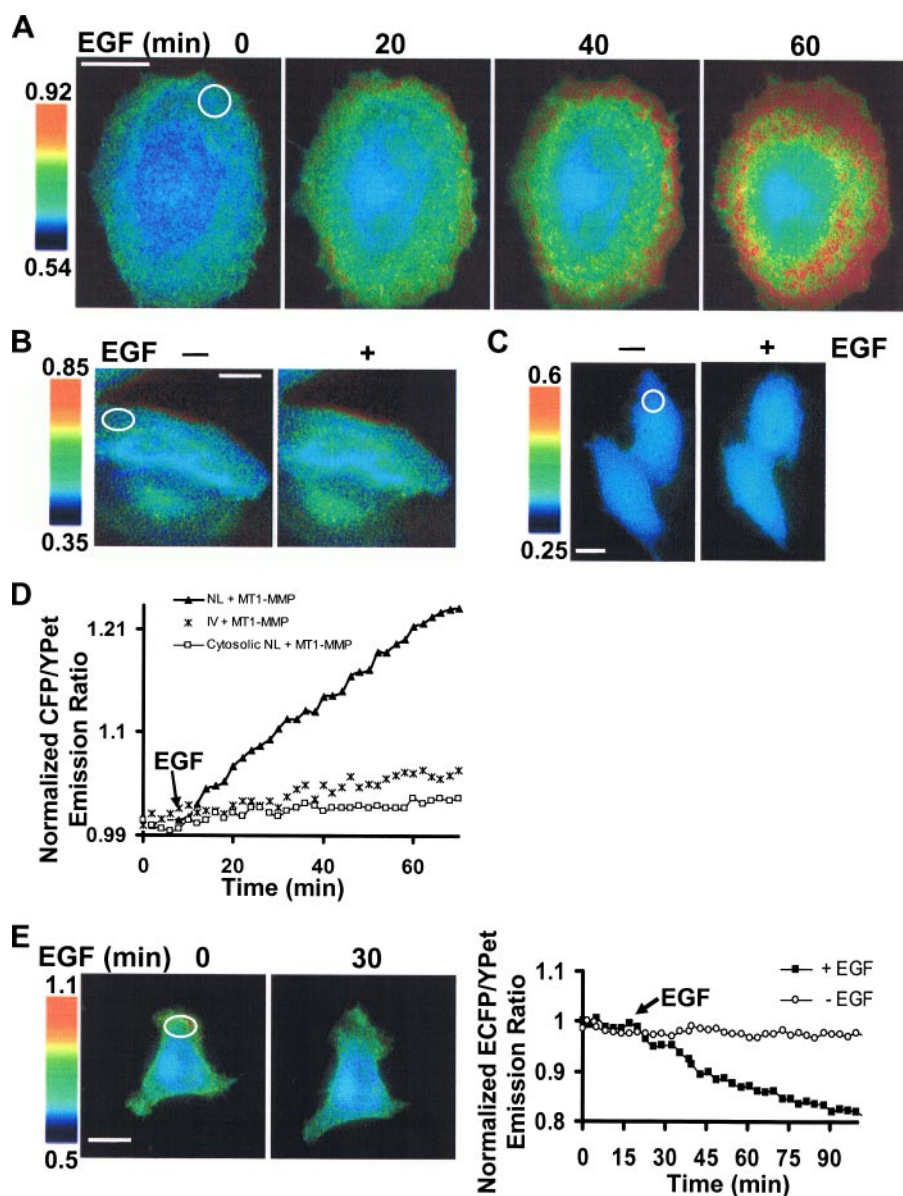 A
EGF (min) 0 20 40 60
0.92
0.54
B
EGF — +
0.85
0.35
C
— + EGF
0.6
0.25
D
NL + MT1-MMP
IV + MT1-MMP
Cytosolic NL + MT1-MMP
Normalized CFP/YPet
Emission Ratio
1.21
1.1
0.99
EGF
0 20 40 60
Time (min)
E
EGF (min) 0 30
1.1
0.5
Normalized ECFP/YPet
Emission Ratio
1.1
1
0.9
0.8
EGF
+ EGF
- EGF
0 15 30 45 60 75 90
Time (min)